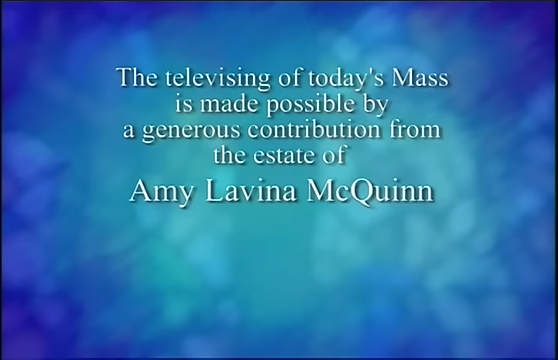 The televising of today's Mass
is made possible by
a generous contribution from
the estate of
Amy Lavina McQuinn